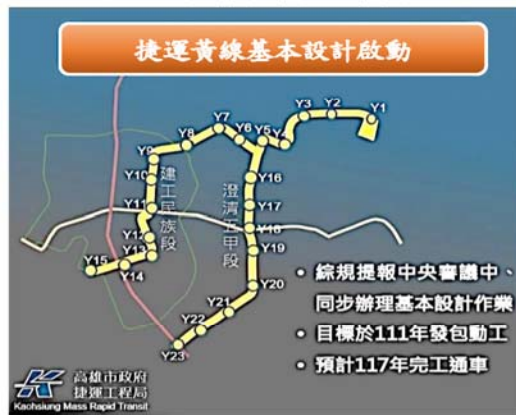 捷運黃線基本設計啟動
Y1
Y2
Y3
Y4
Y5
Y6
Y7
Y8
Y9
Y10
Y11
Y12
Y13
Y14
Y15
Y16
Y17
Y18
Y19
Y20
Y21
Y22
Y23
建工民族段
澄清五甲段
• 綜規提報中央審議中、
同步辦理基本設計作業
• 目標於111年發包動工
• 預計117年完工通車
高雄市政府
捷運工程局
Kaohsiung Mass Rapid Transit